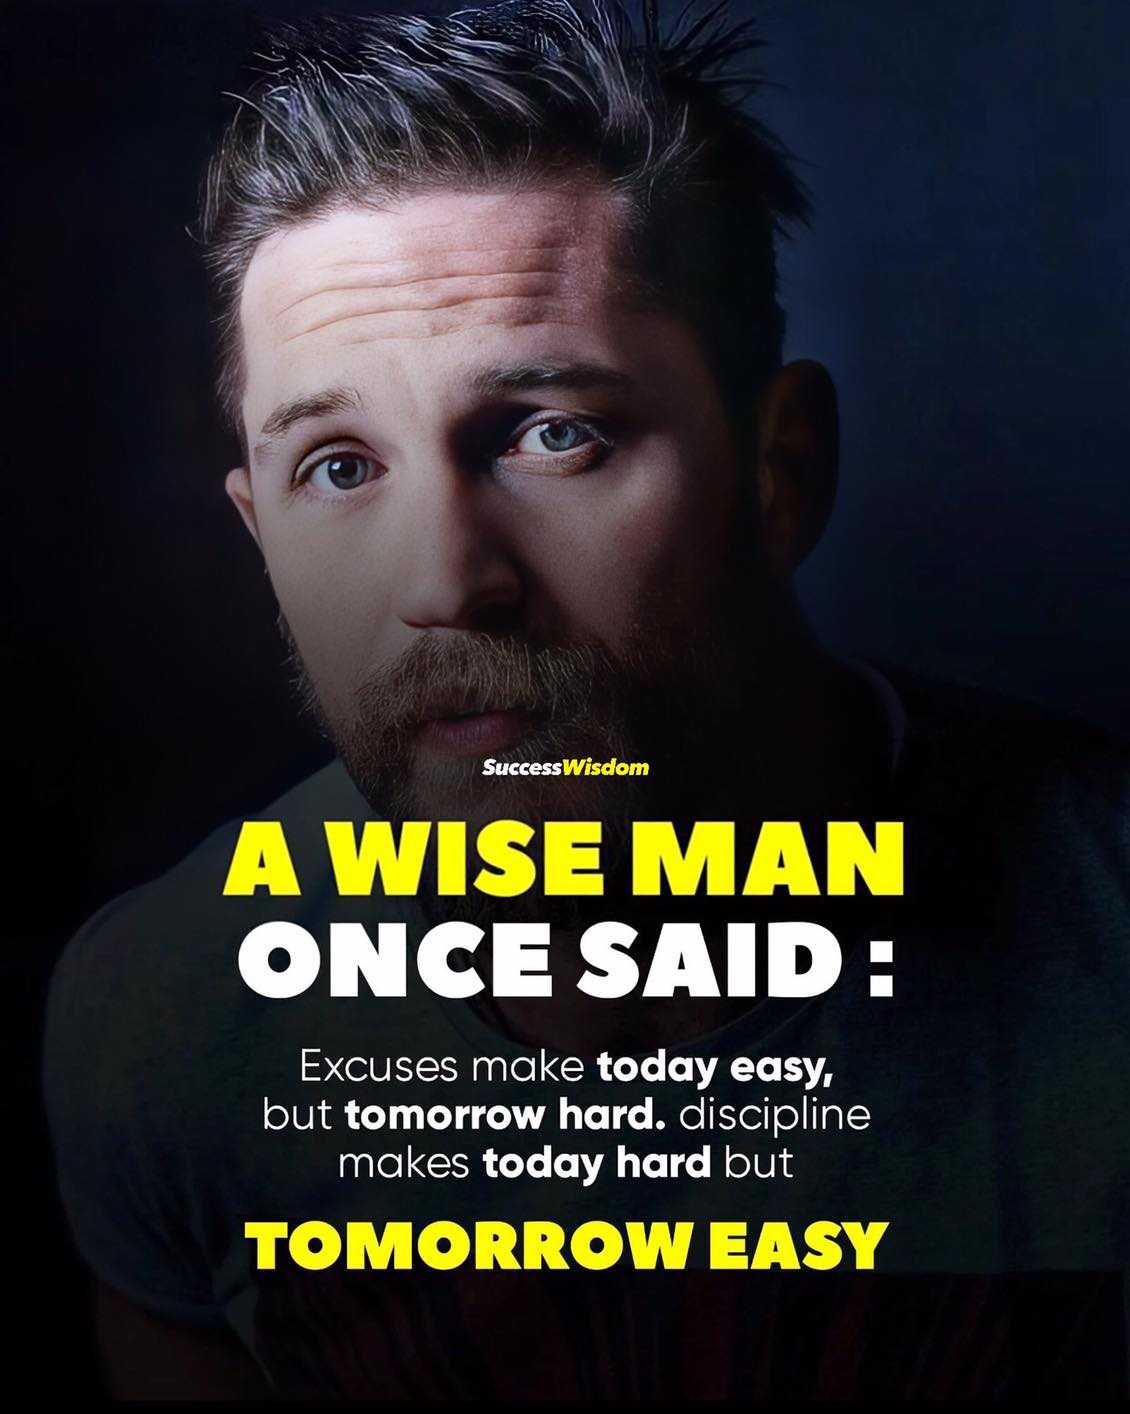 SuccessWisdom
A WISE MAN
ONCE SAID :
Excuses make today easy,
but tomorrow hard. discipline
makes today hard but
TOMORROW EASY